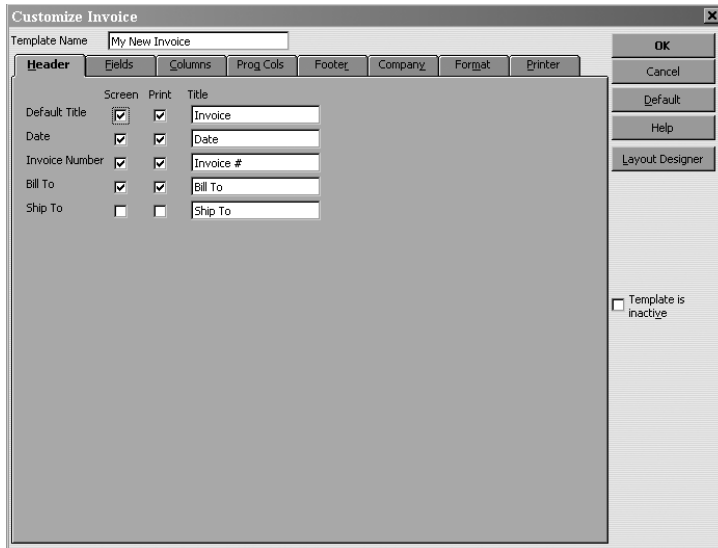 Customize Invoice
Template Name My New Invoice
OK
Header Fields Columns Prog Cols Footer Company Format Printer
Cancel
Screen Print Title
Default
Default Title Invoice
Help
Date Date
Invoice Number Invoice #
Layout Designer
Bill To Bill To
Ship To Ship To
Template is
inactive